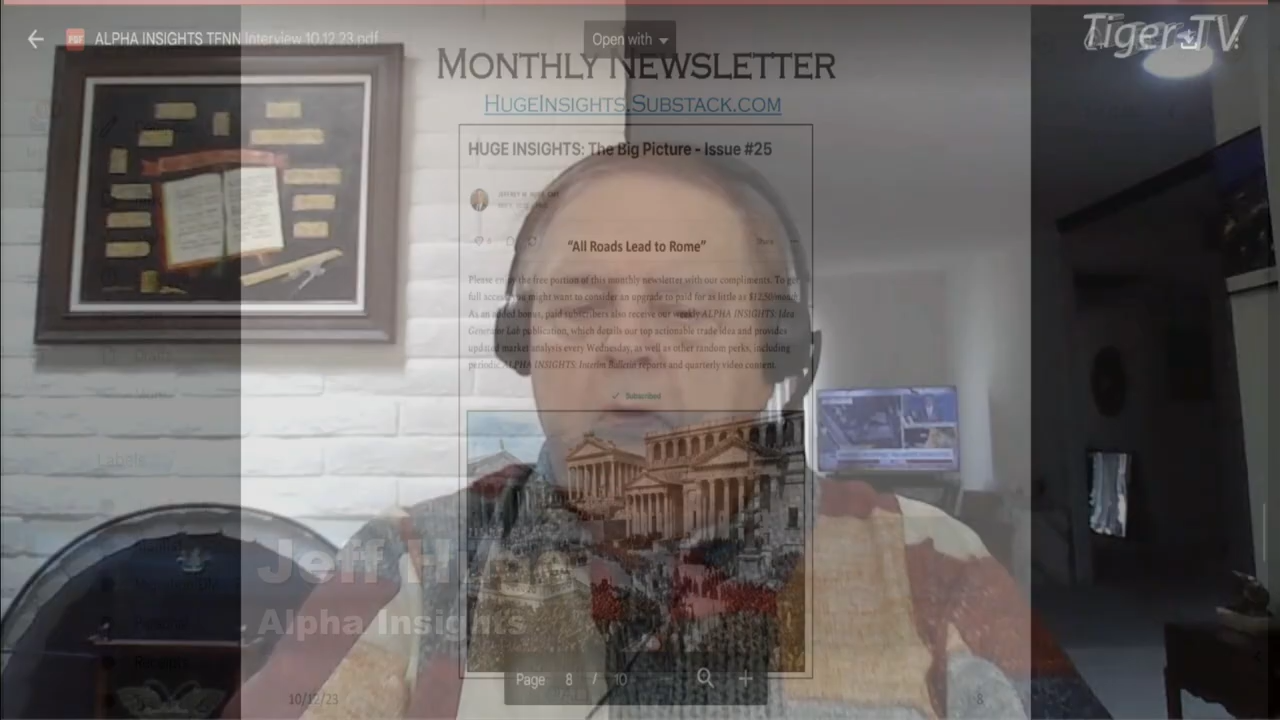 ALPHA INSIGHTS TFNN Interview 10.12.23.pdf
Open with
Tiger TV
MONTHLY NEWSLETTER
HUGEINSIGHTS.SUBSTACK.COM
HUGE INSIGHTS: The Big Picture - Issue #25
Share
“All Roads Lead to Rome”
Please enjoy the free portion of this monthly newsletter with our compliments. To get
full access, you might want to consider an upgrade to paid for as little as $12.50/month.
As an added bonus, paid subscribers also receive our weekly ALPHA INSIGHTS: Idea
Generator Lab publication, which details our top actionable trade idea and provides
updated market analysis every Wednesday, as well as other random perks, including
periodic ALPHA INSIGHTS: Interim Bulletin reports and quarterly video content.
Subscribed
Labels
Jeff
Alpha Insights
Page 8 / 10
10/12/23
8